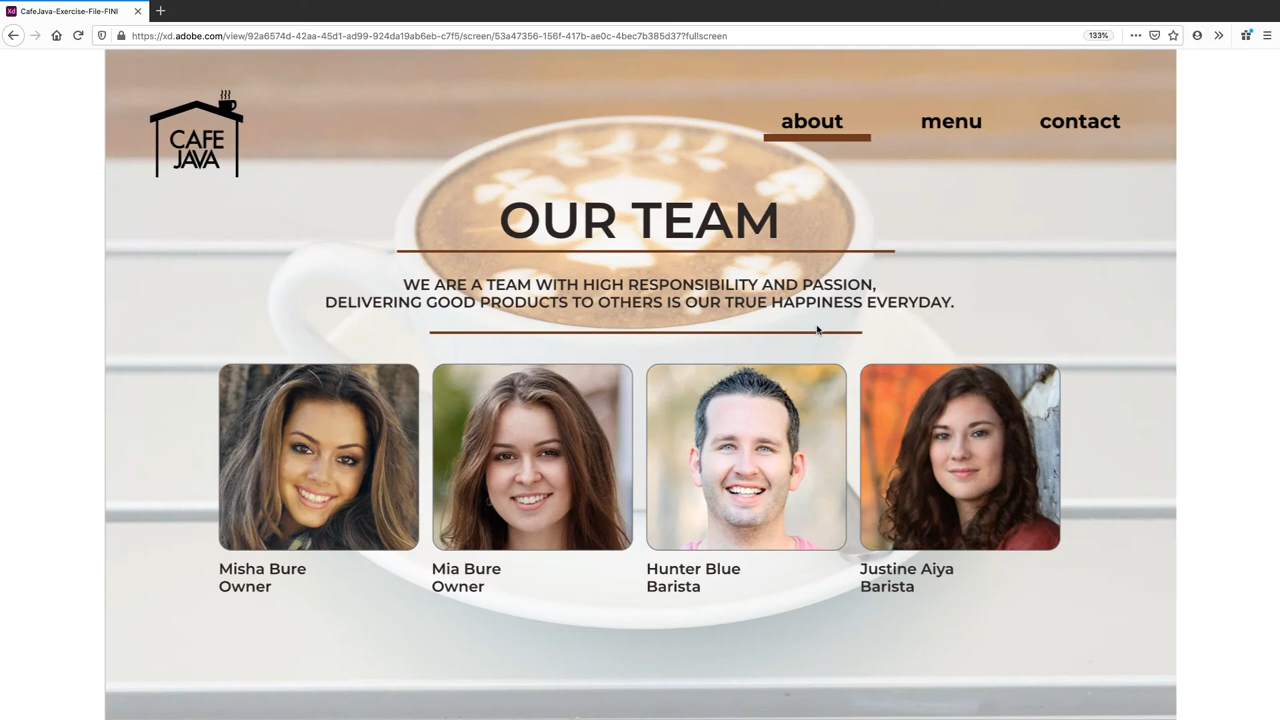 CafeJava-Exercise-File-FINI
https://xd.adobe.com/view/92a6574d-42aa-45d1-ad99-924da19ab6eb-c7f5/screen/53a47356-156f-417b-ae0c-4bec7b385d37?fullscreen
133%
CAFE
JAVA
about menu contact
OUR TEAM
WE ARE A TEAM WITH HIGH RESPONSIBILITY AND PASSION,
DELIVERING GOOD PRODUCTS TO OTHERS IS OUR TRUE HAPPINESS EVERYDAY.
Misha Bure
Owner
Mia Bure
Owner
Hunter Blue
Barista
Justine Aiya
Barista